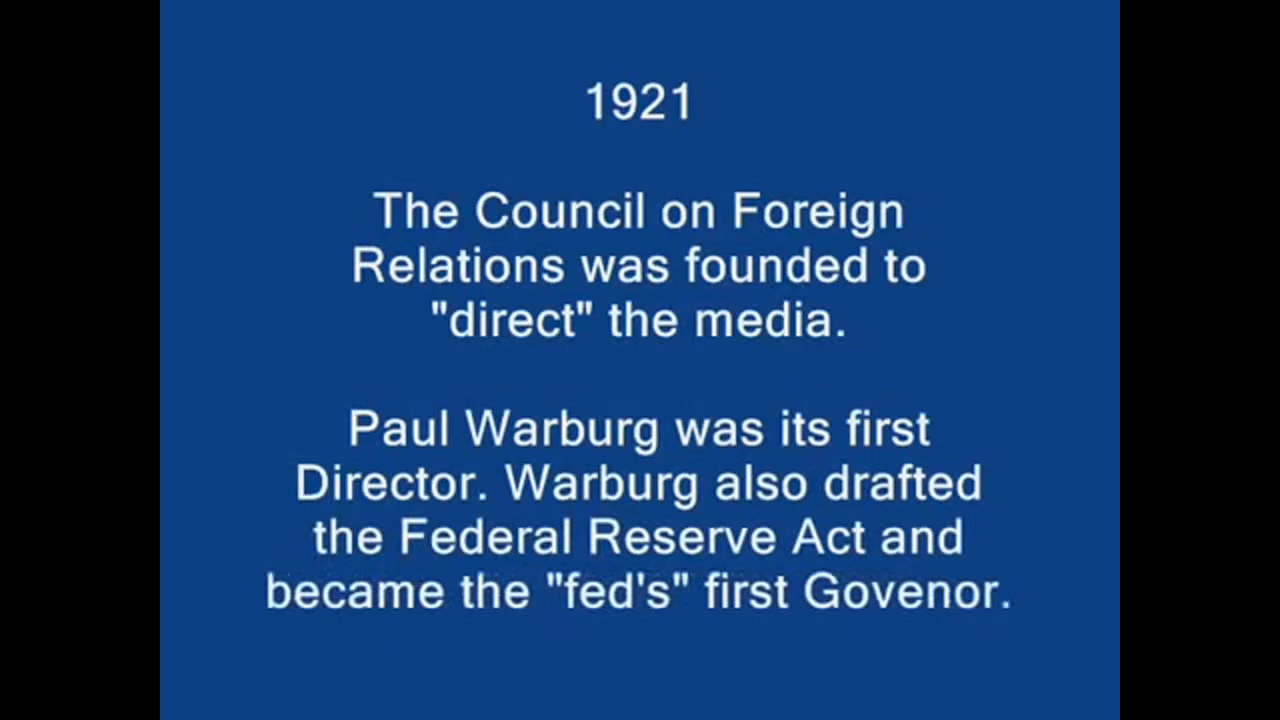 1921
The Council on Foreign
Relations was founded to
"direct" the media.
Paul Warburg was its first
Director. Warburg also drafted
the Federal Reserve Act and
became the "fed's" first Govenor.